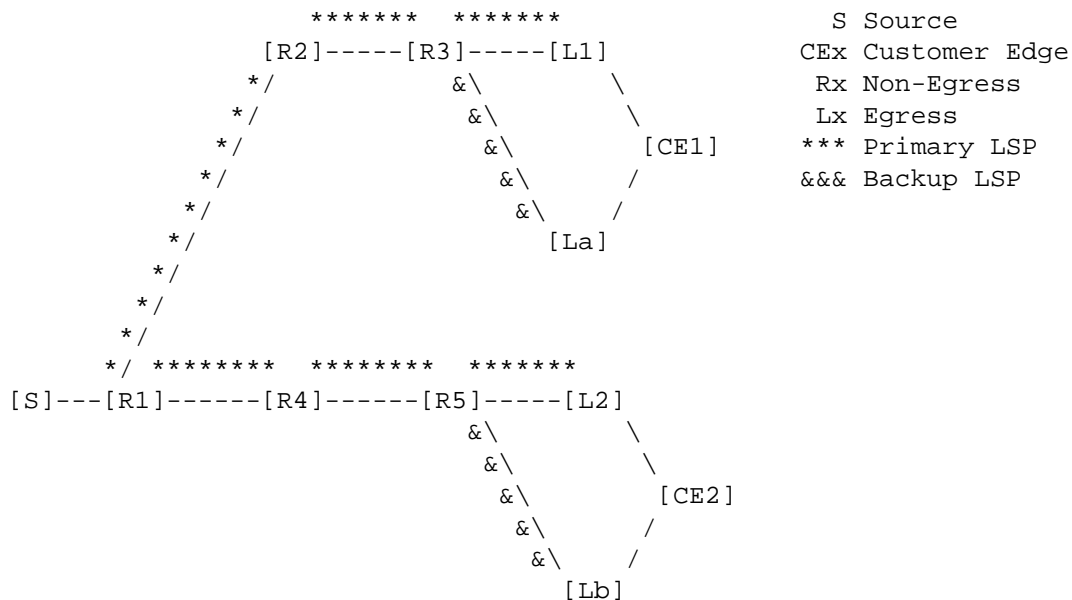 ******* ******* S Source
[R2]-----[R3]-----[L1] CEx Customer Edge
*/ &\ \ Rx Non-Egress
*/ &\ \ Lx Egress
*/ &\ [CE1] *** Primary LSP
*/ &\ / &&& Backup LSP
*/ &\ /
*/ [La]
*/
*/
*/
*/ ******** ******** *******
[S]---[R1]------[R4]------[R5]-----[L2]
&\ \
&\ \
&\ [CE2]
&\ /
&\ /
[Lb]